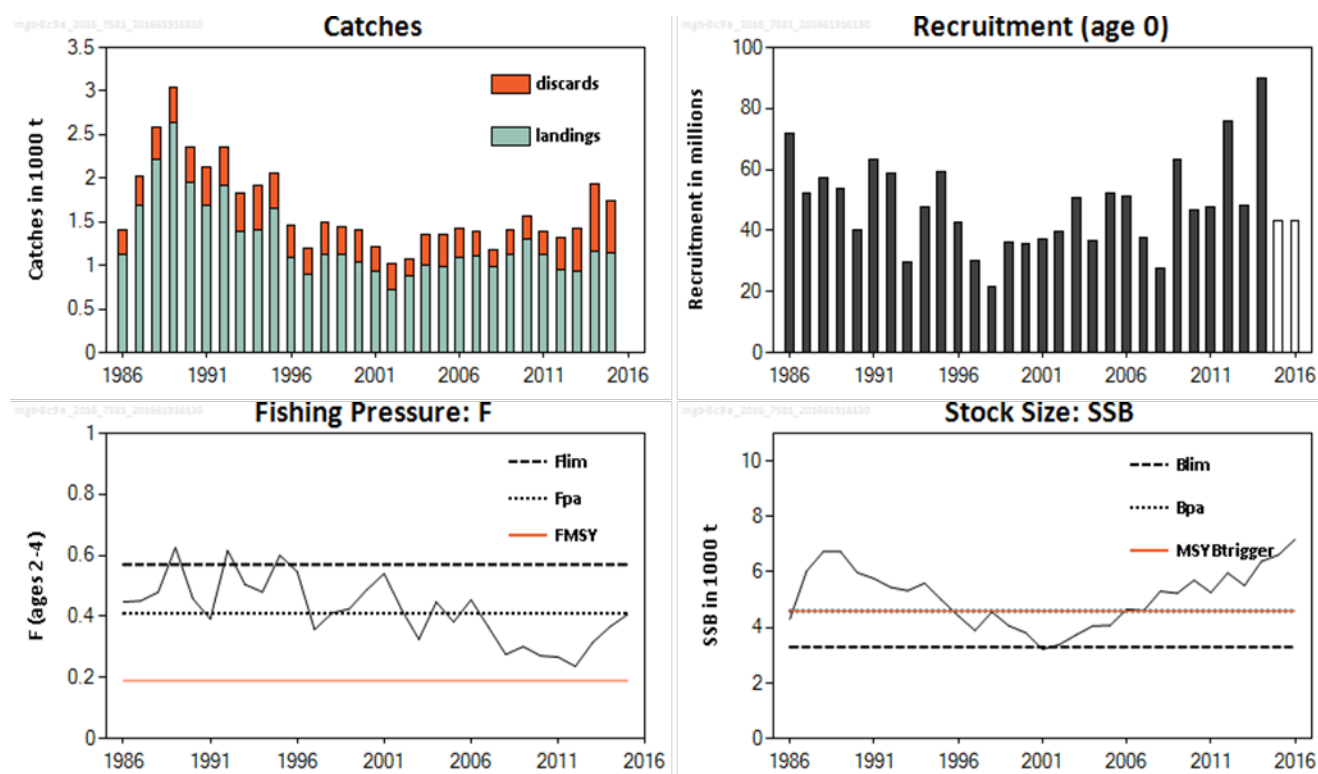 Catches
Catches in 1000 t
3.5
3
2.5
2
1.5
1
0.5
0
discards
landings
1986 1991 1996 2001 2006 2011 2016
Recruitment (age 0)
Recruitment in millions
100
80
60
40
20
0
1986 1991 1996 2001 2006 2011 2016
Fishing Pressure: F
F (ages 2-4)
1
0.8
0.6
0.4
0.2
0
Flim
Fpa
FMSY
1986 1991 1996 2001 2006 2011 2016
Stock Size: SSB
SSB in 1000 t
10
8
6
4
2
0
Blim
Bpa
MSYBtrigger
1986 1991 1996 2001 2006 2011 2016